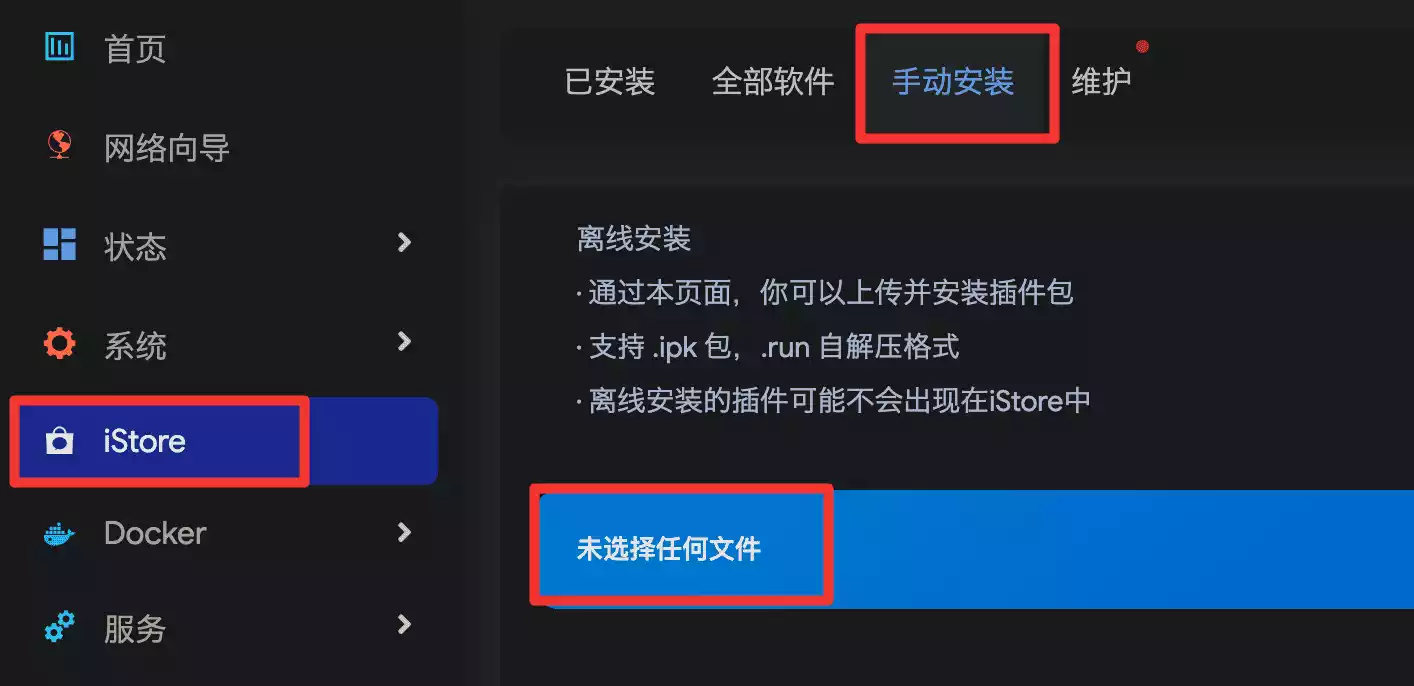 首页
网络向导
状态
系统
iStore
Docker
服务
已安装 全部软件 手动安装 维护
离线安装
· 通过本页面，你可以上传并安装插件包
· 支持 .ipk 包，.run 自解压格式
· 离线安装的插件可能不会出现在iStore中
未选择任何文件